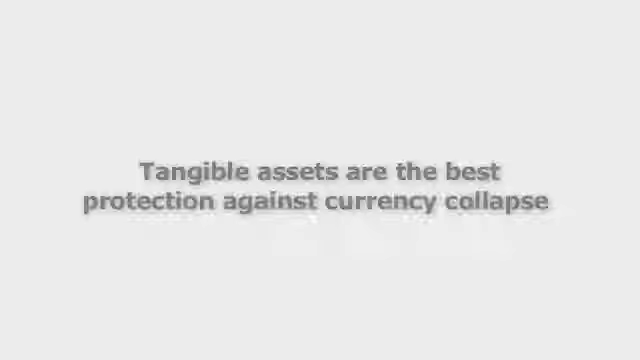 Tangible assets are the best
protection against currency collapse